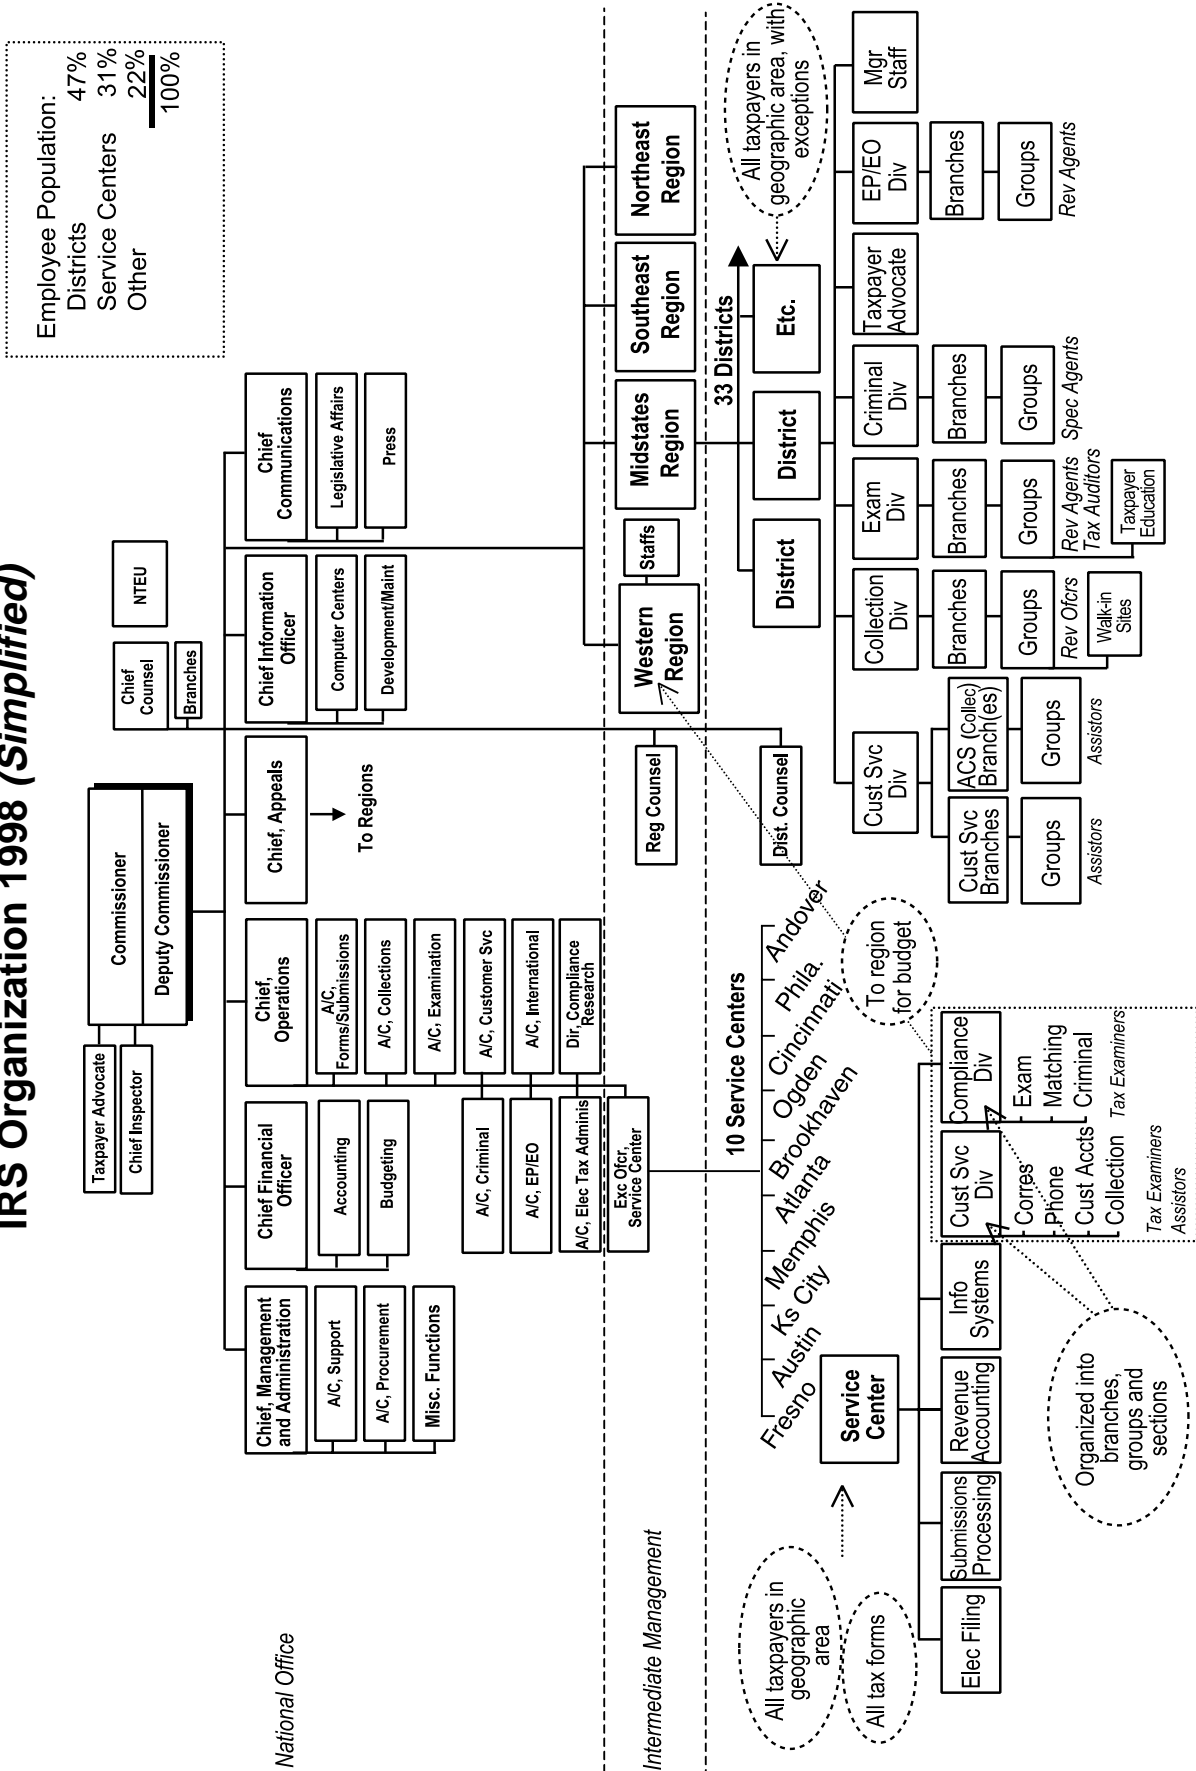 IRS Organization 1998 (Simplified)
Employee Population:
Districts 47%
Service Centers 31%
Other 22%
100%
Commissioner
Deputy Commissioner
Taxpayer Advocate
Chief Inspector
Chief
Counsel
Branches
NTEU
National Office
Chief, Management
and Administration
A/C, Support
A/C, Procurement
Misc. Functions
Chief Financial
Officer
Accounting
Budgeting
Chief,
Operations
A/C,
Forms/Submissions
A/C, Collections
A/C, Examination
A/C, Customer Svc
A/C, International
Dir, Compliance
Research
A/C, Criminal
A/C, EP/EO
A/C, Elec Tax Adminis
Exc Ofcr,
Service Center
Chief, Appeals
To Regions
Chief Information
Officer
Computer Centers
Development/Maint
Chief
Communications
Legislative Affairs
Press
Intermediate Management
Reg Counsel
Western
Region
Staffs
Midstates
Region
Southeast
Region
Northeast
Region
10 Service Centers
Fresno
Austin
Ks City
Memphis
Atlanta
Brookhaven
Ogden
Cincinnati
Phila.
Andover
Dist. Counsel
33 Districts
District
District
Etc.
All taxpayers in
geographic area, with
exceptions
All taxpayers in
geographic
area
All tax forms
Service
Center
To region
for budget
Elec Filing
Submissions
Processing
Revenue
Accounting
Info
Systems
Cust Svc
Div
Corres
Phone
Cust Accts
Collection
Tax Examiners
Assistors
Compliance
Div
Exam
Matching
Criminal
Tax Examiners
Organized into
branches,
groups and
sections
Cust Svc
Div
Cust Svc
Branches
Groups
Assistors
ACS (Collec)
Branch(es)
Groups
Assistors
Collection
Div
Branches
Groups
Rev Ofcrs
Walk-in
Sites
Exam
Div
Branches
Groups
Rev Agents
Tax Auditors
Taxpayer
Education
Criminal
Div
Branches
Groups
Spec Agents
Taxpayer
Advocate
EP/EO
Div
Branches
Groups
Rev Agents
Mgr
Staff